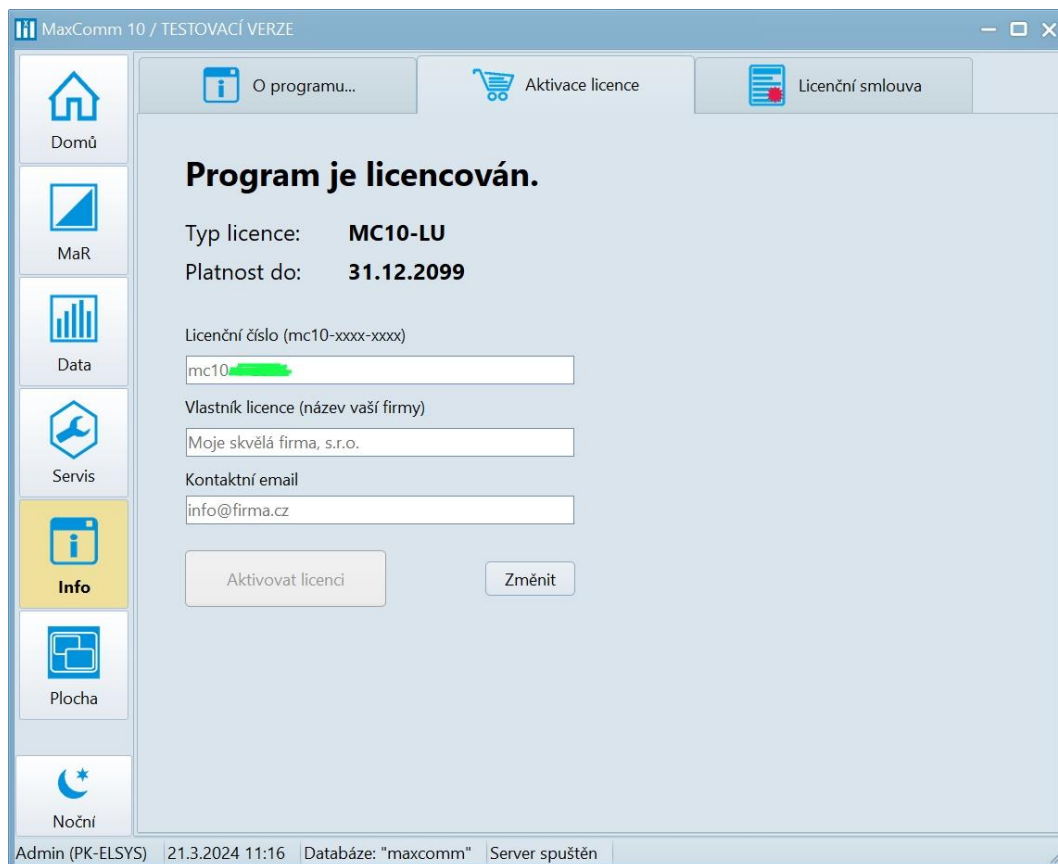 MaxComm 10 / TESTOVACÍ VERZE
O programu...
Aktivace licence
Licenční smlouva
Domů
MaR
Data
Servis
Info
Plocha
Noční
Program je licencován.
Typ licence: MC10-LU
Platnost do: 31.12.2099
Licenční číslo (mc10-xxxx-xxxx)
mc10
Vlastník licence (název vaší firmy)
Moje skvělá firma, s.r.o.
Kontaktní email
info@firma.cz
Aktivovat licenci
Změnit
Admin (PK-ELSYS) 21.3.2024 11:16 Databáze: "maxcomm" Server spuštěn